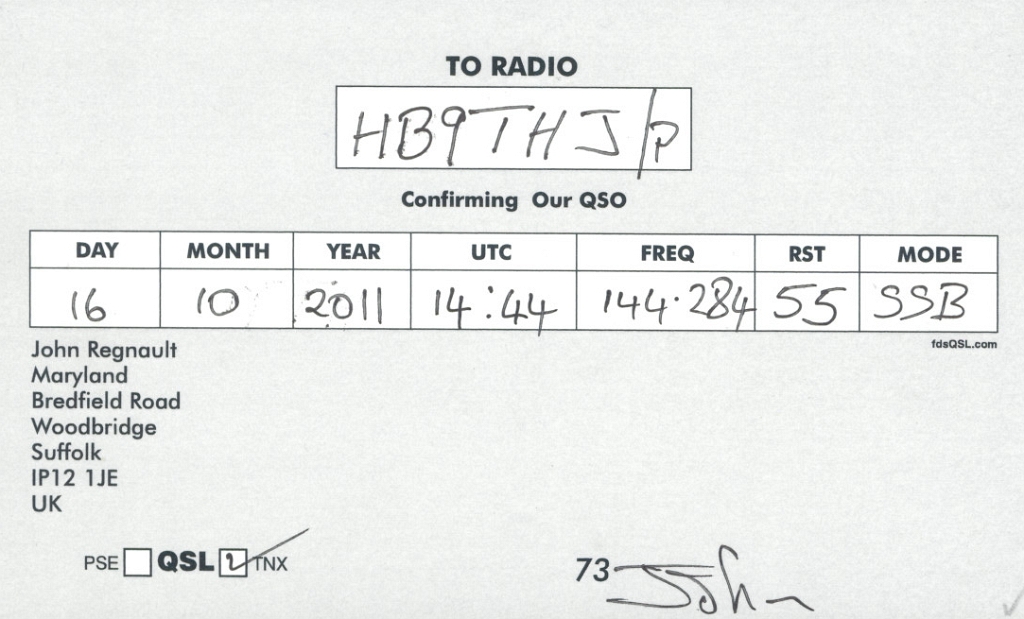 TO RADIO
HB9THJ/P
Confirming Our QSO
DAY MONTH YEAR UTC FREQ RST MODE
16 10 2011 14:44 144.284 55 SSB
fdsQSL.com
John Regnault
Maryland
Bredfield Road
Woodbridge
Suffolk
IP12 1JE
UK
PSE QSL TNX
73 John